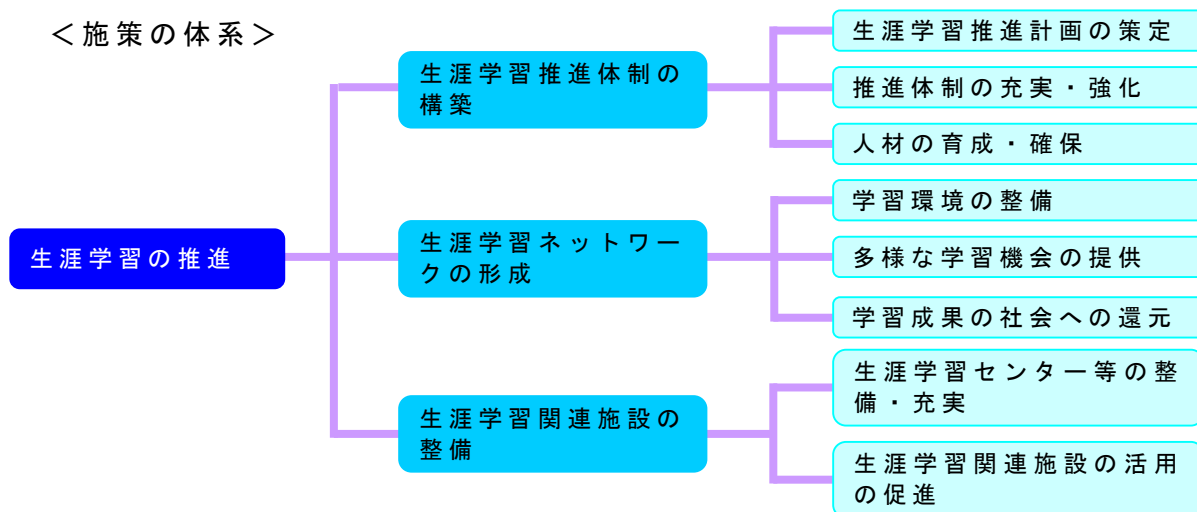 ＜施策の体系＞
生涯学習の推進
生涯学習推進体制の
構築
生涯学習推進計画の策定
推進体制の充実・強化
人材の育成・確保
生涯学習ネットワー
クの形成
学習環境の整備
多様な学習機会の提供
学習成果の社会への還元
生涯学習関連施設の
整備
生涯学習センター等の整
備・充実
生涯学習関連施設の活用
の促進